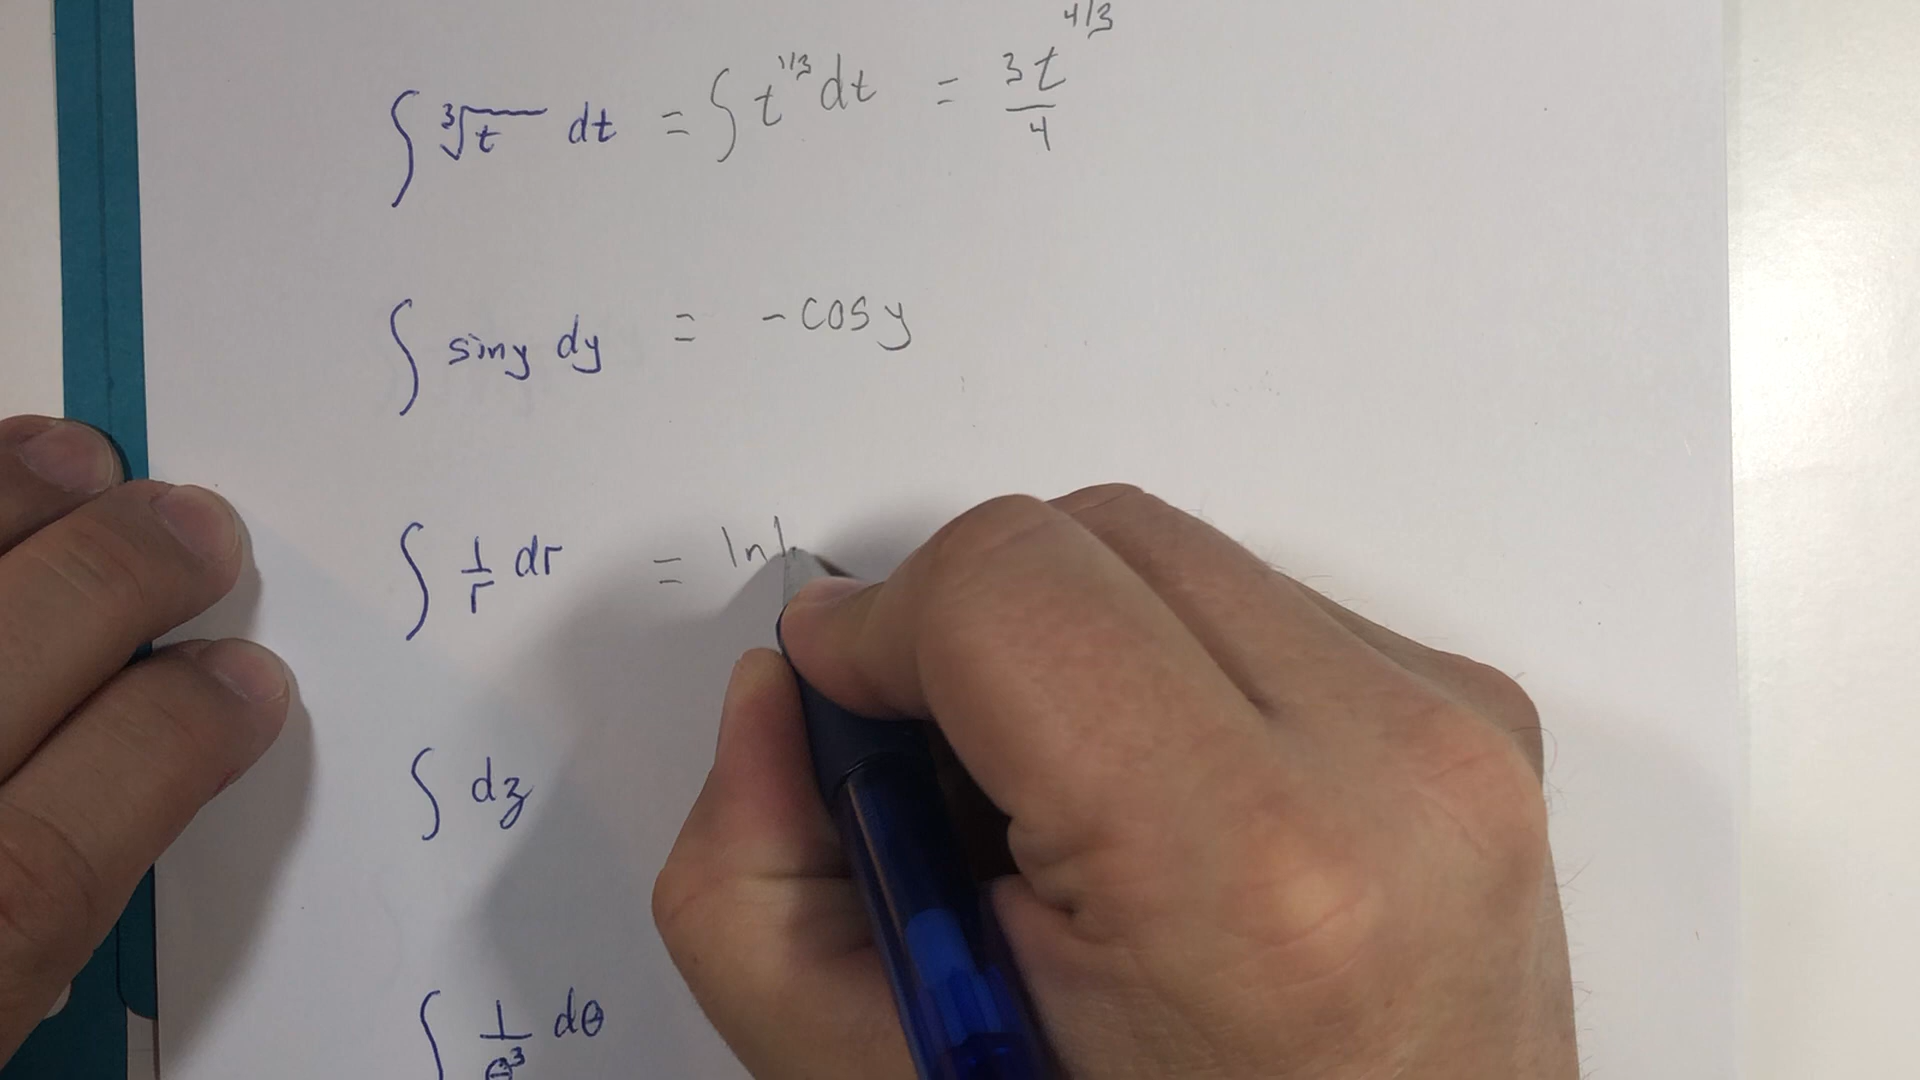 ∫ ∛t dt = ∫ t^1/3 dt = 3t^4/3 / 4
∫ sin y dy = - cos y
∫ 1/r dr = ln|
∫ dz
∫ 1/θ³ dθ